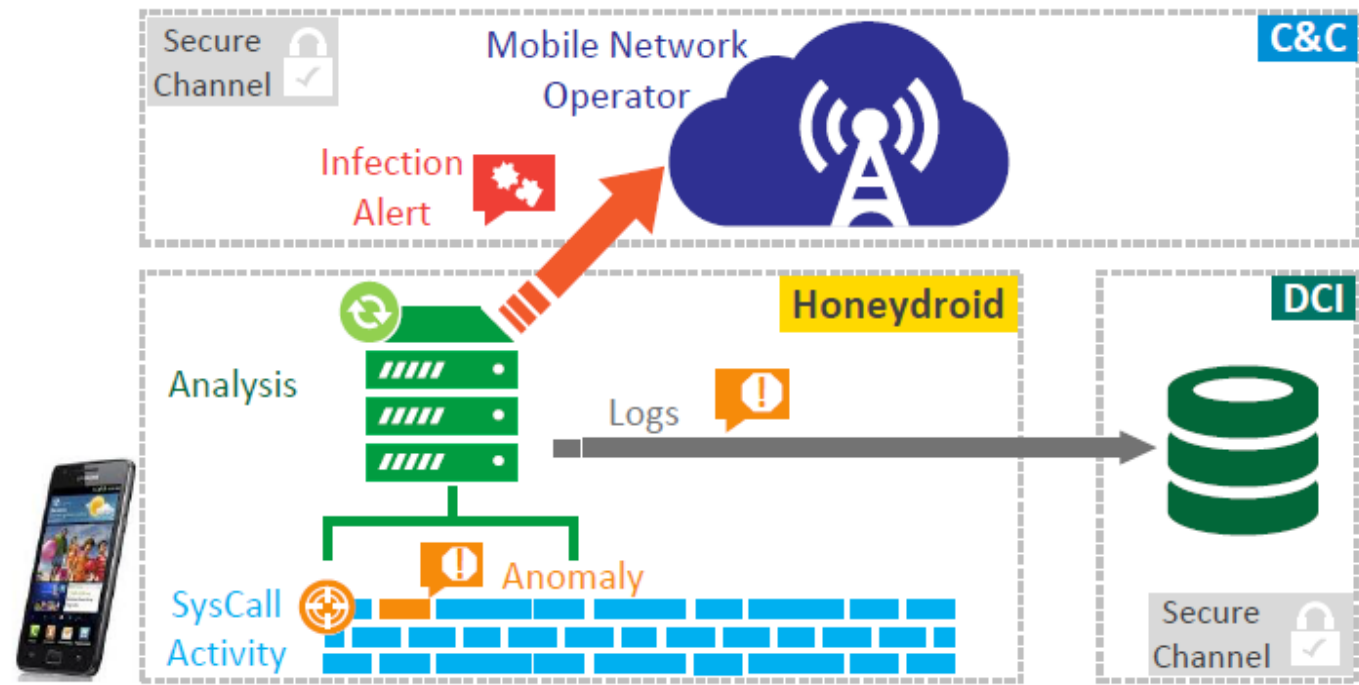 Secure
Channel
Mobile Network
Operator
C&C
Infection
Alert
Honeydroid
DCI
Analysis
Logs
Anomaly
SysCall
Activity
Secure
Channel